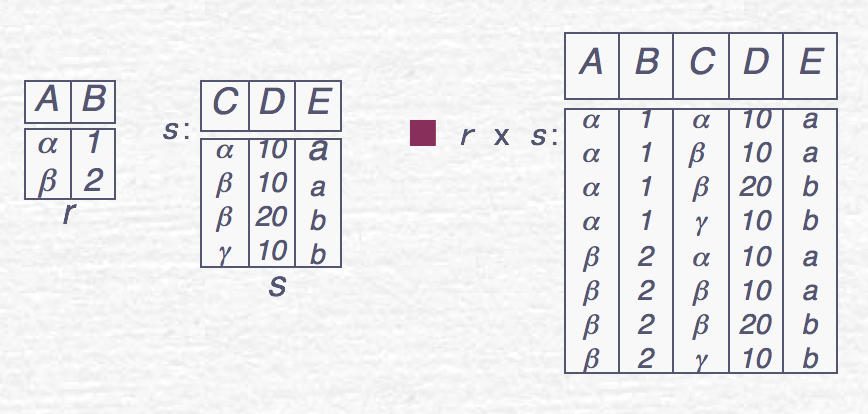 A B
α 1
β 2
r
s:
C D E
α 10 a
β 10 a
β 20 b
γ 10 b
s
r x s:
A B C D E
α 1 α 10 a
α 1 β 10 a
α 1 β 20 b
α 1 γ 10 b
β 2 α 10 a
β 2 β 10 a
β 2 β 20 b
β 2 γ 10 b